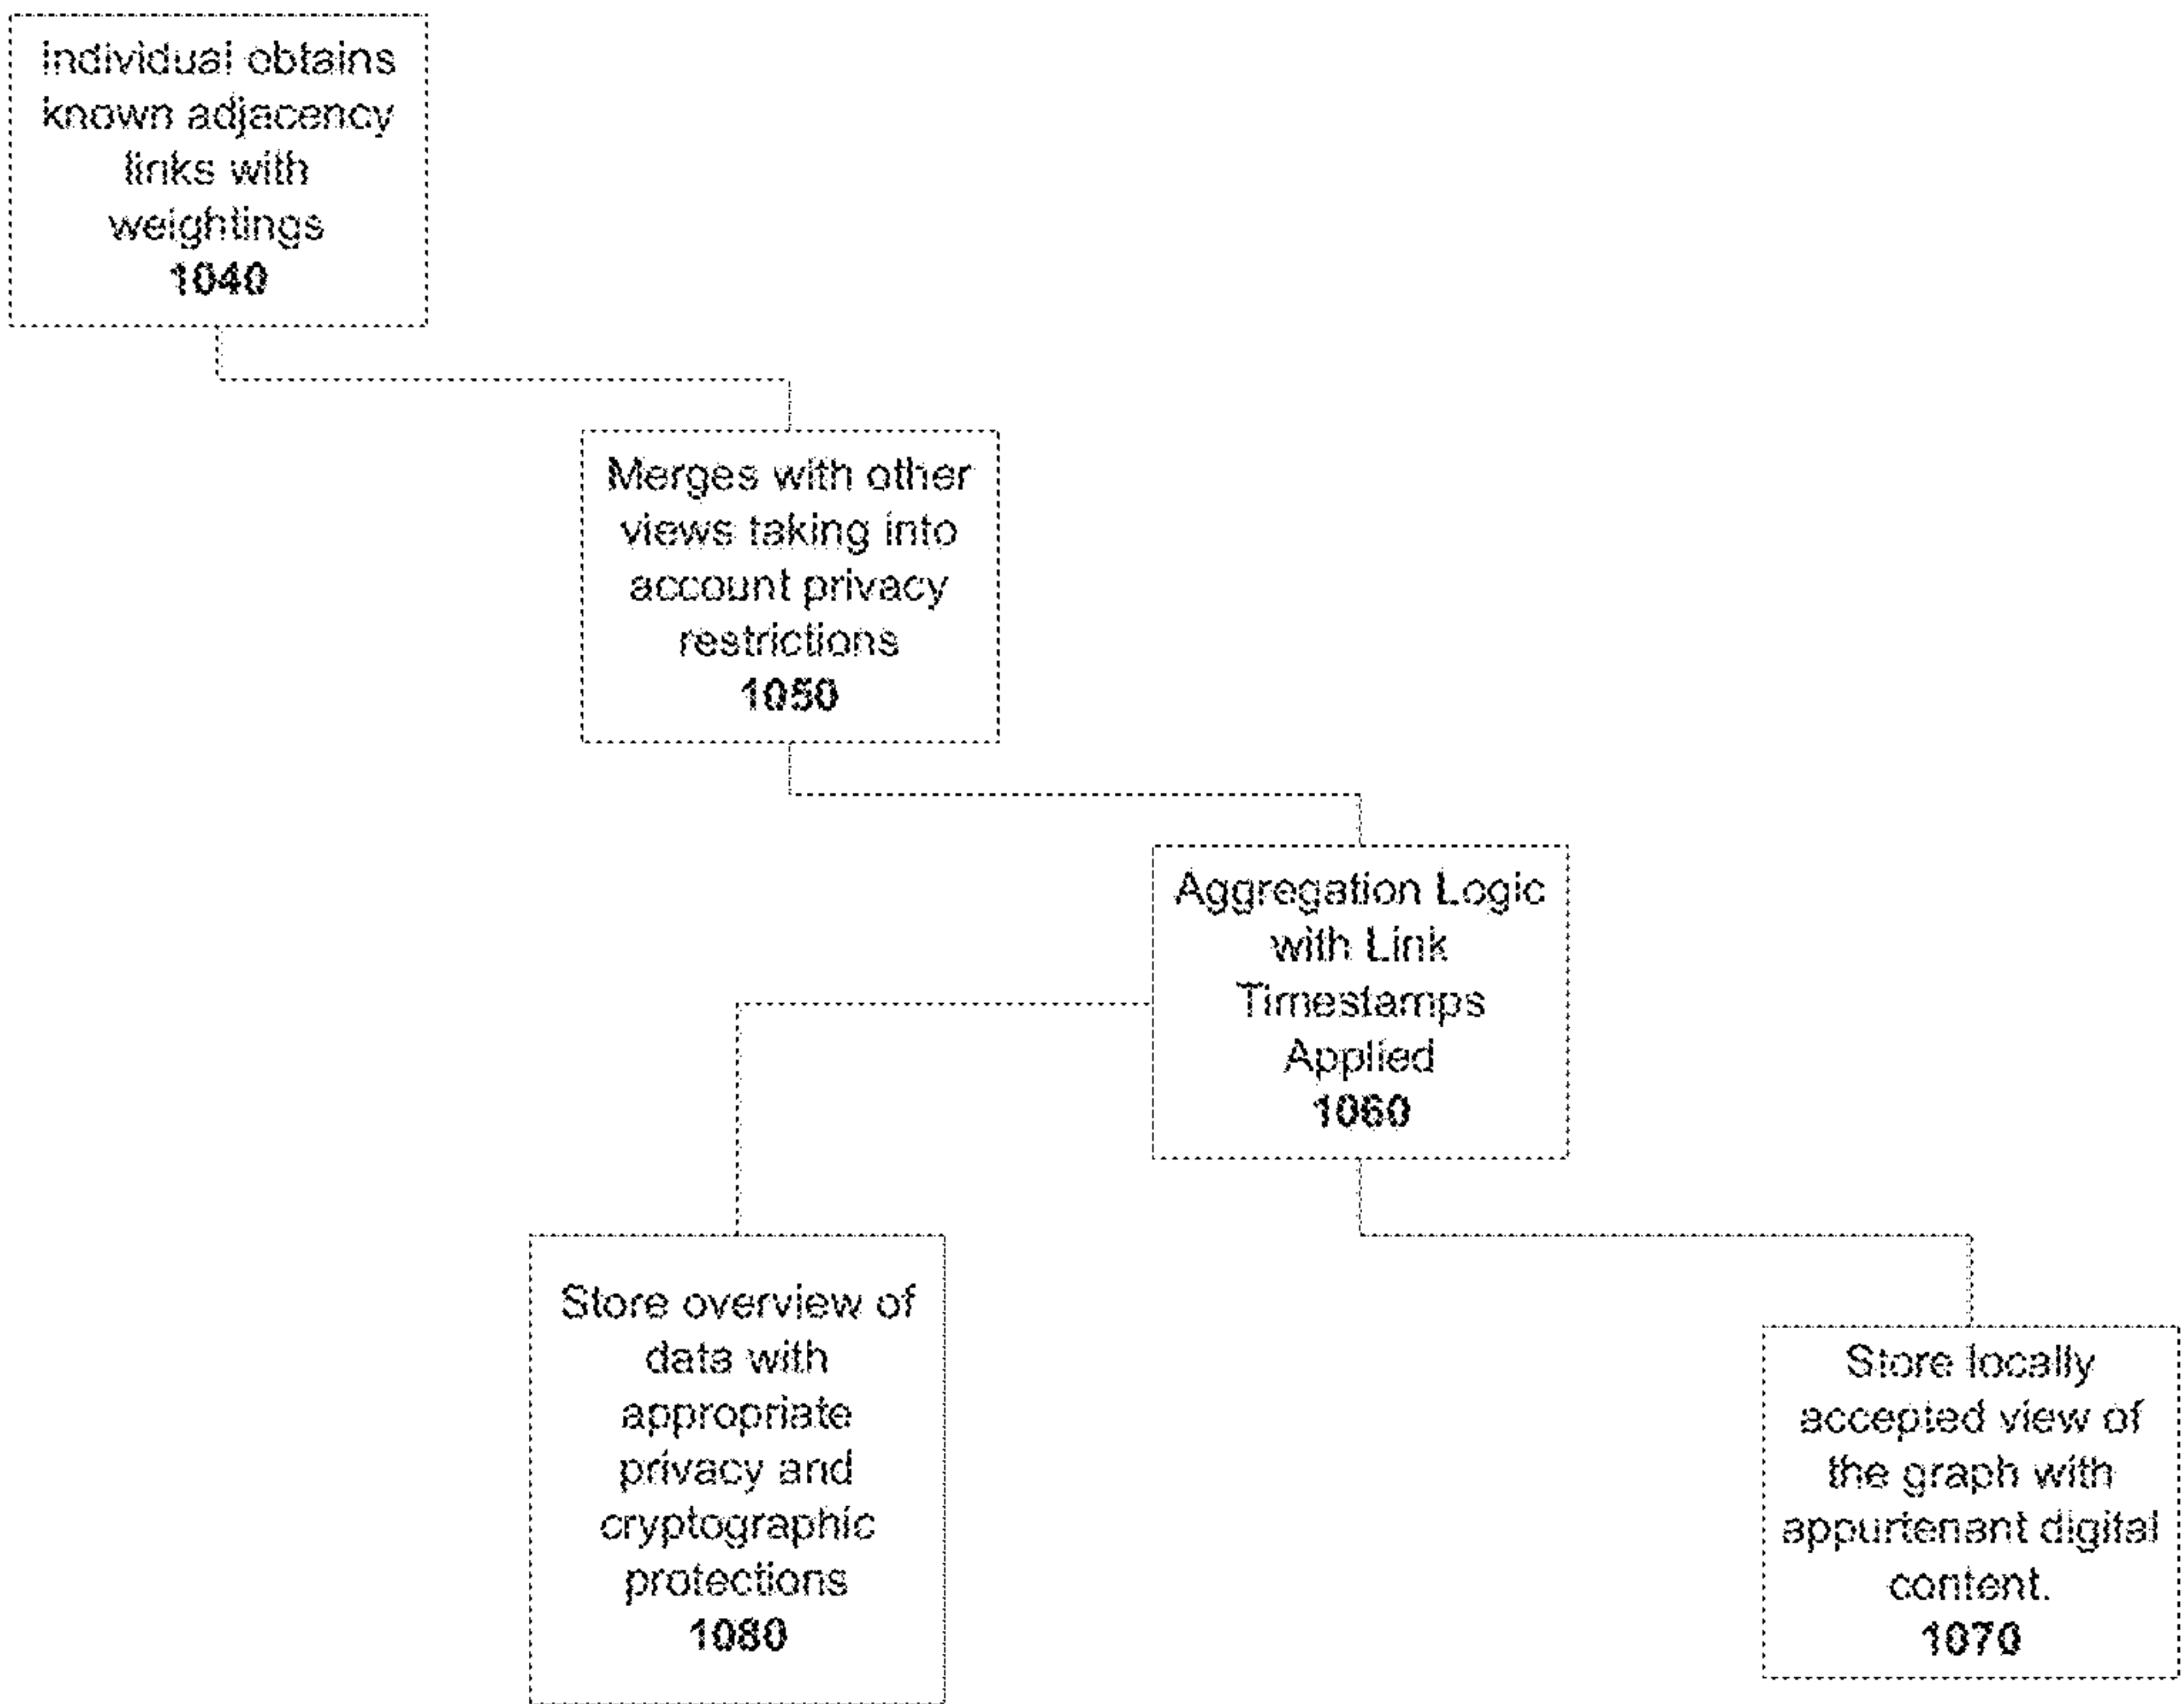 Individual obtains
known adjacency
links with
weightings
1040
Merges with other
views taking into
account privacy
restrictions
1050
Aggregation Logic
with Link
Timestamps
Applied
1060
Store overview of
data with
appropriate
privacy and
cryptographic
protections
1080
Store locally
accepted view of
the graph with
appurtenant digital
content.
1070